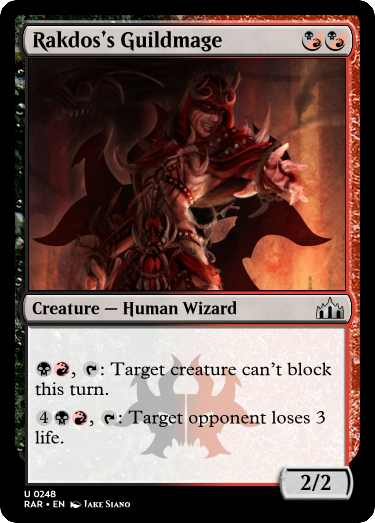 Rakdos's Guildmage
Creature — Human Wizard
, : Target creature can't block
this turn.
4, : Target opponent loses 3
life.
2/2
U 0248
RAR • EN Jake Siano